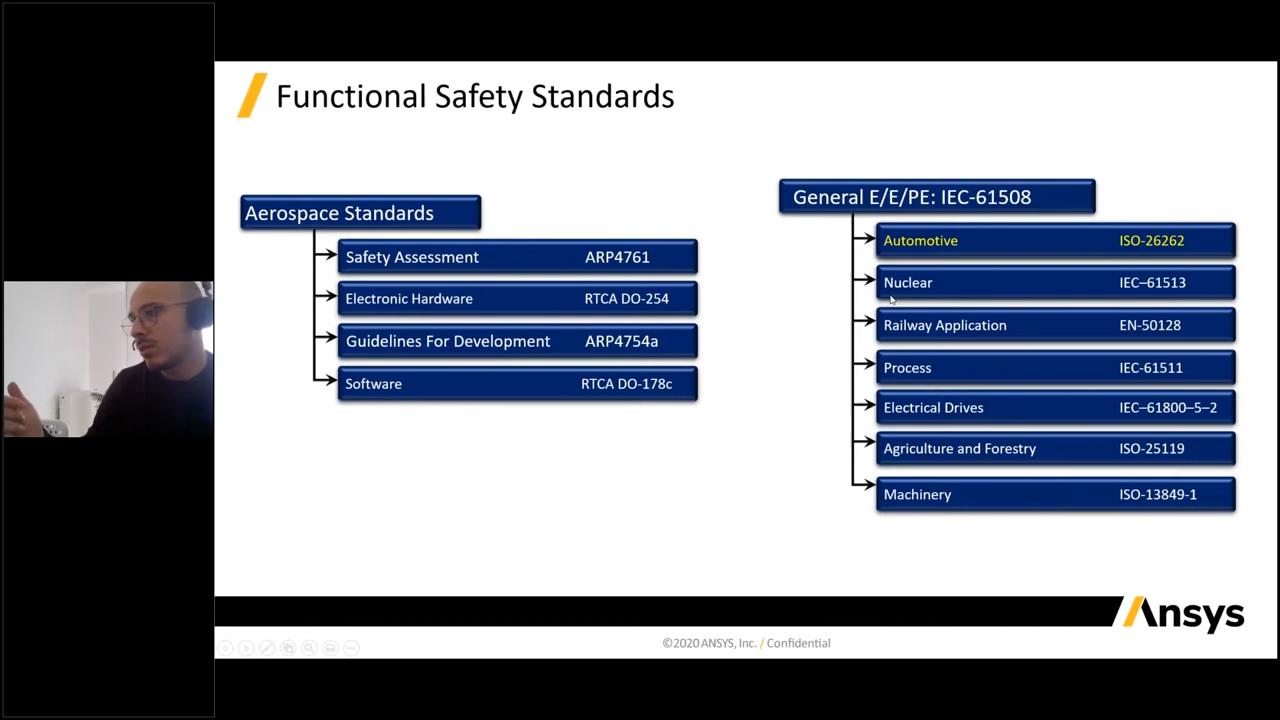 Functional Safety Standards
Aerospace Standards
Safety Assessment ARP4761
Electronic Hardware RTCA DO-254
Guidelines For Development ARP4754a
Software RTCA DO-178c
General E/E/PE: IEC-61508
Automotive ISO-26262
Nuclear IEC–61513
Railway Application EN-50128
Process IEC-61511
Electrical Drives IEC–61800–5–2
Agriculture and Forestry ISO-25119
Machinery ISO-13849-1
Ansys
©2020 ANSYS, Inc. / Confidential